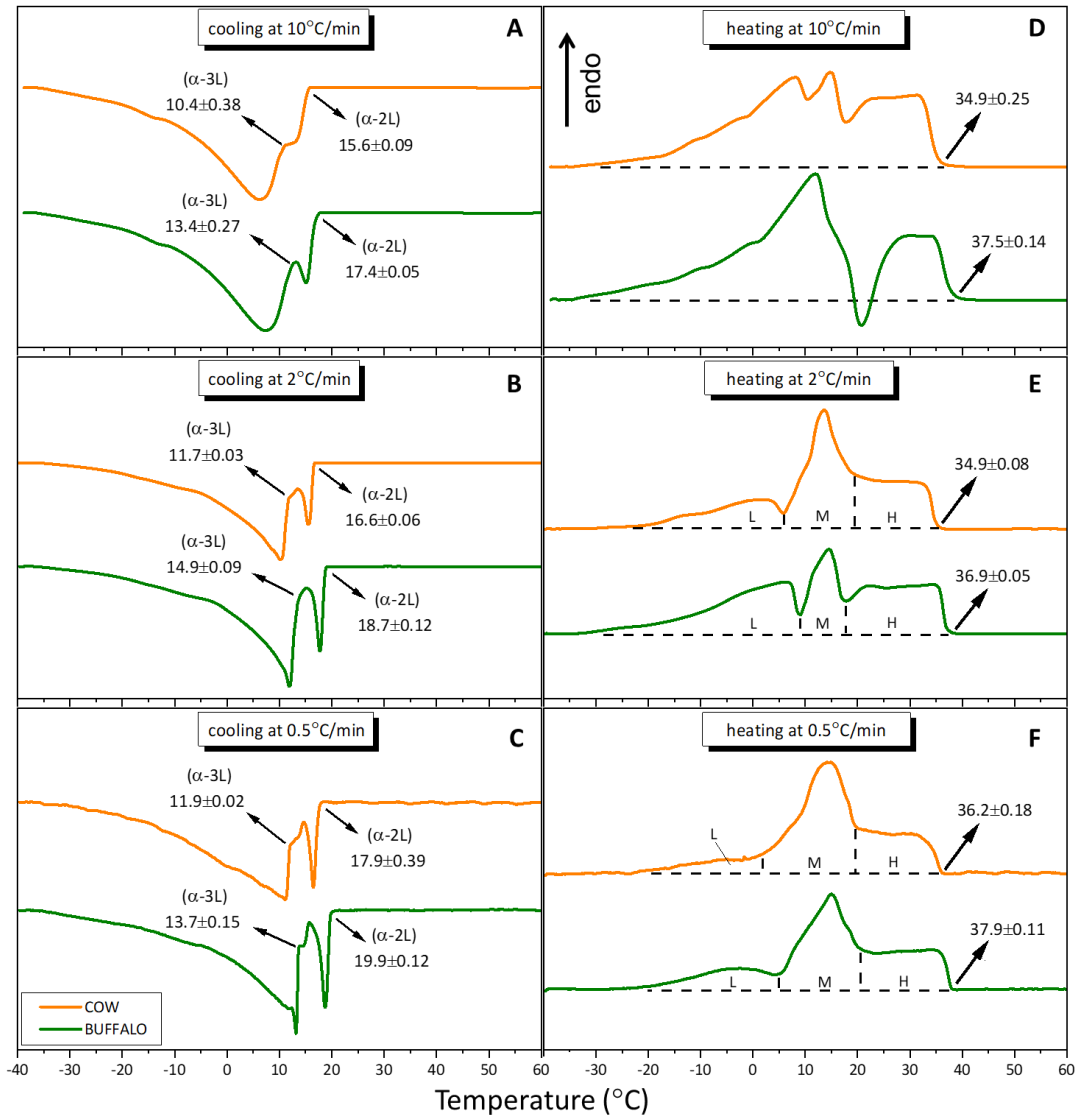 cooling at 10°C/min
A
(α-3L)
10.4±0.38
(α-2L)
15.6±0.09
(α-3L)
13.4±0.27
(α-2L)
17.4±0.05
heating at 10°C/min
D
endo
34.9±0.25
37.5±0.14
cooling at 2°C/min
B
(α-3L)
11.7±0.03
(α-2L)
16.6±0.06
(α-3L)
14.9±0.09
(α-2L)
18.7±0.12
heating at 2°C/min
E
34.9±0.08
L M H
36.9±0.05
L M H
cooling at 0.5°C/min
C
(α-3L)
11.9±0.02
(α-2L)
17.9±0.39
(α-3L)
13.7±0.15
(α-2L)
19.9±0.12
COW
BUFFALO
heating at 0.5°C/min
F
36.2±0.18
L
M H
37.9±0.11
L M H
-40 -30 -20 -10 0 10 20 30 40 50 60 -30 -20 -10 0 10 20 30 40 50 60
Temperature (°C)